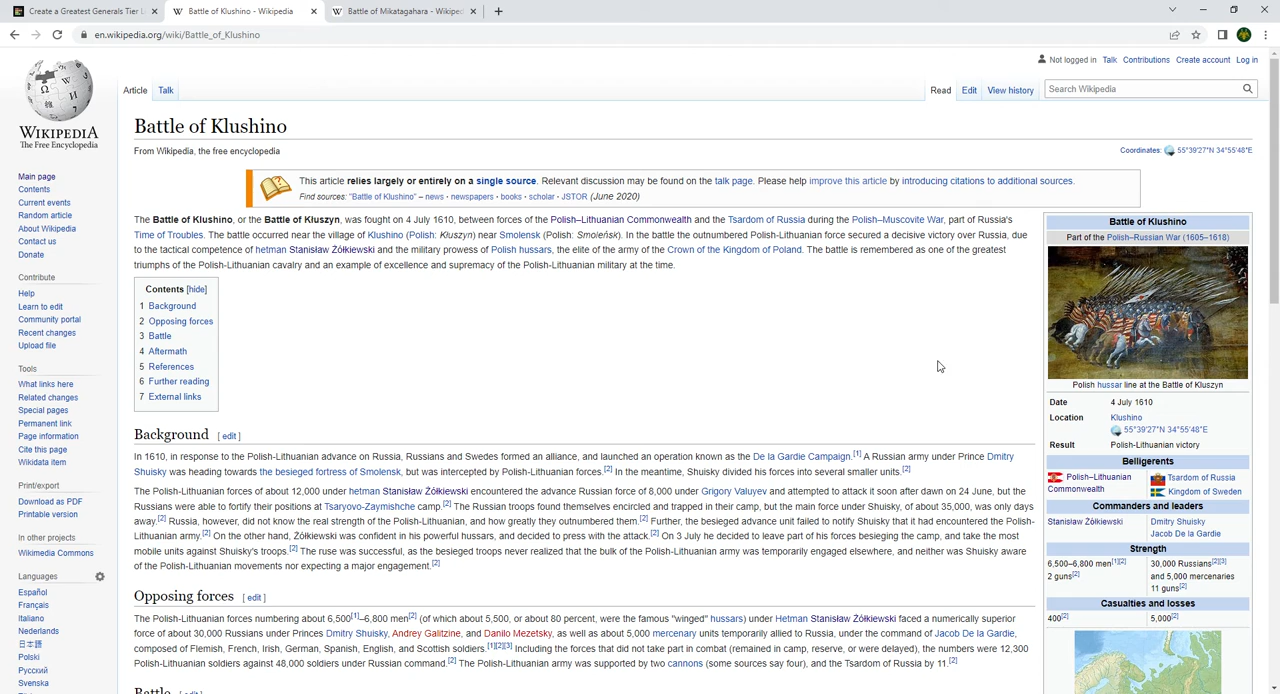 Create a Greatest Generals Tier L
Battle of Klushino - Wikipedia
Battle of Mikatagahara - Wikiped
en.wikipedia.org/wiki/Battle_of_Klushino
Not logged in Talk Contributions Create account Log in
Article Talk
Read Edit View history
Search Wikipedia
WIKIPEDIA
The Free Encyclopedia
Main page
Contents
Current events
Random article
About Wikipedia
Contact us
Donate
Contribute
Help
Learn to edit
Community portal
Recent changes
Upload file
Tools
What links here
Related changes
Special pages
Permanent link
Page information
Cite this page
Wikidata item
Print/export
Download as PDF
Printable version
In other projects
Wikimedia Commons
Languages
Español
Français
Italiano
Nederlands
日本語
Polski
Русский
Svenska
Battle of Klushino
From Wikipedia, the free encyclopedia
Coordinates: 55°39′27″N 34°55′48″E
This article relies largely or entirely on a single source. Relevant discussion may be found on the talk page. Please help improve this article by introducing citations to additional sources.
Find sources: "Battle of Klushino" – news · newspapers · books · scholar · JSTOR (June 2020)
The Battle of Klushino, or the Battle of Kluszyn, was fought on 4 July 1610, between forces of the Polish–Lithuanian Commonwealth and the Tsardom of Russia during the Polish–Muscovite War, part of Russia's
Time of Troubles. The battle occurred near the village of Klushino (Polish: Kłuszyn) near Smolensk (Polish: Smoleńsk). In the battle the outnumbered Polish-Lithuanian force secured a decisive victory over Russia, due
to the tactical competence of hetman Stanisław Żółkiewski and the military prowess of Polish hussars, the elite of the army of the Crown of the Kingdom of Poland. The battle is remembered as one of the greatest
triumphs of the Polish-Lithuanian cavalry and an example of excellence and supremacy of the Polish-Lithuanian military at the time.
Contents [hide]
1 Background
2 Opposing forces
3 Battle
4 Aftermath
5 References
6 Further reading
7 External links
Background [ edit ]
In 1610, in response to the Polish-Lithuanian advance on Russia, Russians and Swedes formed an alliance, and launched an operation known as the De la Gardie Campaign.[1] A Russian army under Prince Dmitry
Shuisky was heading towards the besieged fortress of Smolensk, but was intercepted by Polish-Lithuanian forces.[2] In the meantime, Shuisky divided his forces into several smaller units.[2]
The Polish-Lithuanian forces of about 12,000 under hetman Stanisław Żółkiewski encountered the advance Russian force of 8,000 under Grigory Valuyev and attempted to attack it soon after dawn on 24 June, but the
Russians were able to fortify their positions at Tsaryovo-Zaymishche camp.[2] The Russian troops found themselves encircled and trapped in their camp, but the main force under Shuisky, of about 35,000, was only days
away.[2] Russia, however, did not know the real strength of the Polish-Lithuanian, and how greatly they outnumbered them.[2] Further, the besieged advance unit failed to notify Shuisky that it had encountered the Polish-
Lithuanian army.[2] On the other hand, Żółkiewski was confident in his powerful hussars, and decided to press with the attack.[2] On 3 July he decided to leave part of his forces besieging the camp, and take the most
mobile units against Shuisky's troops.[2] The ruse was successful, as the besieged troops never realized that the bulk of the Polish-Lithuanian army was temporarily engaged elsewhere, and neither was Shuisky aware
of the Polish-Lithuanian movements nor expecting a major engagement.[2]
Opposing forces [ edit ]
The Polish-Lithuanian forces numbering about 6,500[1]–6,800 men[2] (of which about 5,500, or about 80 percent, were the famous "winged" hussars) under Hetman Stanisław Żółkiewski faced a numerically superior
force of about 30,000 Russians under Princes Dmitry Shuisky, Andrey Galitzine, and Danilo Mezetsky, as well as about 5,000 mercenary units temporarily allied to Russia, under the command of Jacob De la Gardie,
composed of Flemish, French, Irish, German, Spanish, English, and Scottish soldiers.[1][2][3] Including the forces that did not take part in combat (remained in camp, reserve, or were delayed), the numbers were 12,300
Polish-Lithuanian soldiers against 48,000 soldiers under Russian command.[2] The Polish-Lithuanian army was supported by two cannons (some sources say four), and the Tsardom of Russia by 11.[2]
Battle [ edit ]
Battle of Klushino
Part of the Polish–Russian War (1605–1618)
Polish hussar line at the Battle of Kluszyn
Date 4 July 1610
Location Klushino
55°39′27″N 34°55′48″E
Result Polish-Lithuanian victory
Belligerents
Polish–Lithuanian Commonwealth
Tsardom of Russia
Kingdom of Sweden
Commanders and leaders
Stanisław Żółkiewski
Dmitry Shuisky
Jacob De la Gardie
Strength
6,500–6,800 men[1][2]
2 guns[2]
30,000 Russians[2][3]
and 5,000 mercenaries
11 guns[2]
Casualties and losses
400[2] 5,000[2]